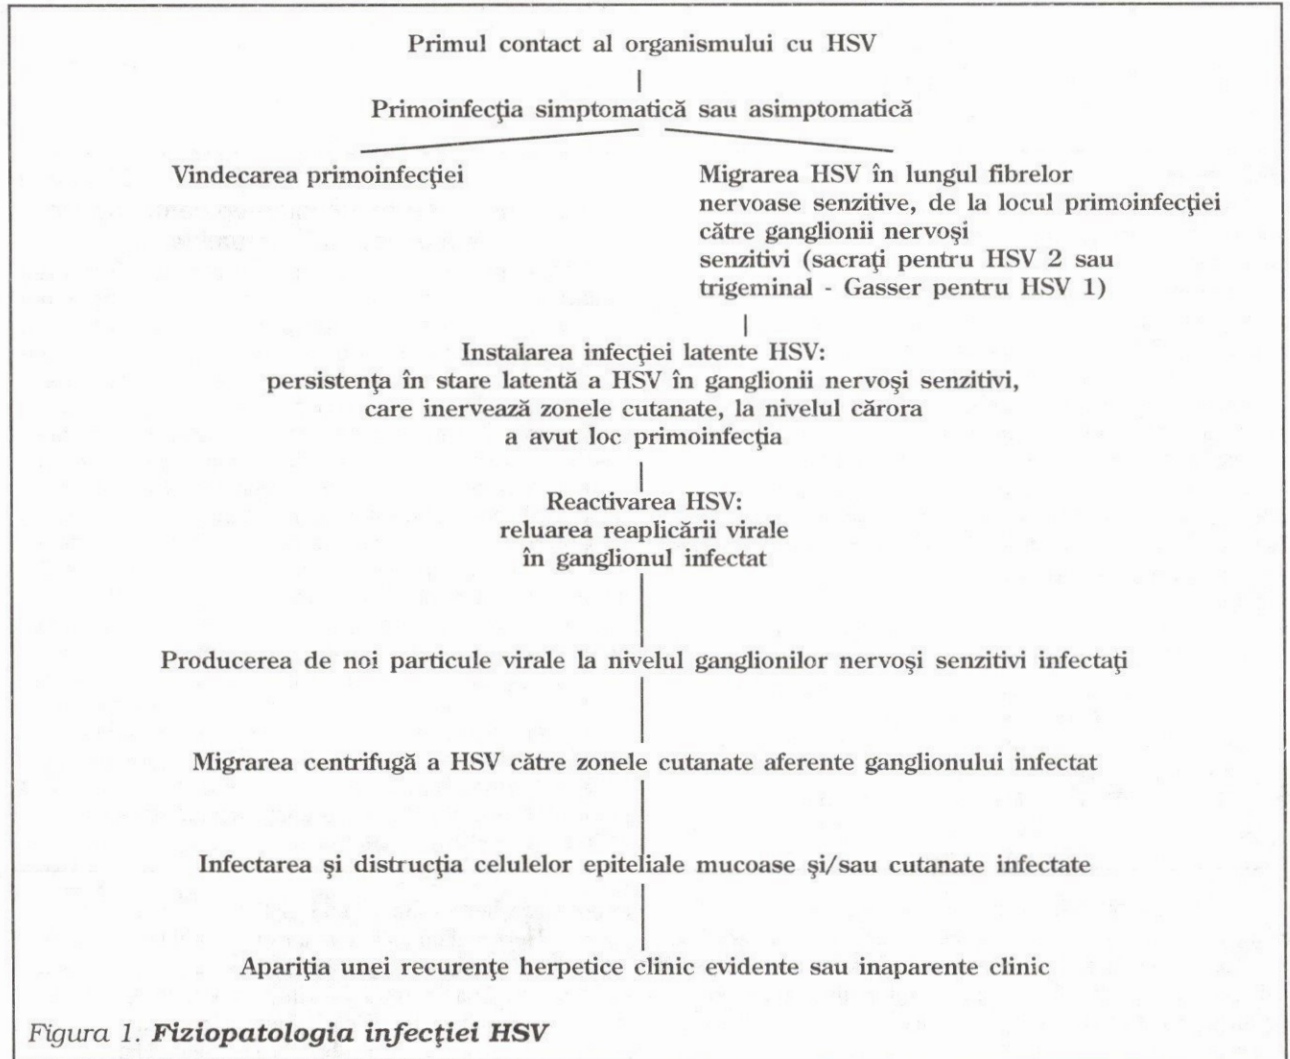 Primul contact al organismului cu HSV
Primoinfecţia simptomatică sau asimptomatică
Vindecarea primoinfecţiei
Migrarea HSV în lungul fibrelor
nervoase senzitive, de la locul primoinfecţiei
către ganglionii nervoşi
senzitivi (sacraţi pentru HSV 2 sau
trigeminal - Gasser pentru HSV 1)
Instalarea infecţiei latente HSV:
persistenţa în stare latentă a HSV în ganglionii nervoşi senzitivi,
care inervează zonele cutanate, la nivelul cărora
a avut loc primoinfecţia
Reactivarea HSV:
reluarea reaplicării virale
în ganglionul infectat
Producerea de noi particule virale la nivelul ganglionilor nervoşi senzitivi infectaţi
Migrarea centrifugă a HSV către zonele cutanate aferente ganglionului infectat
Infectarea şi distrucţia celulelor epiteliale mucoase şi/sau cutanate infectate
Apariţia unei recurenţe herpetice clinic evidente sau inaparente clinic
Figura 1. Fiziopatologia infecţiei HSV